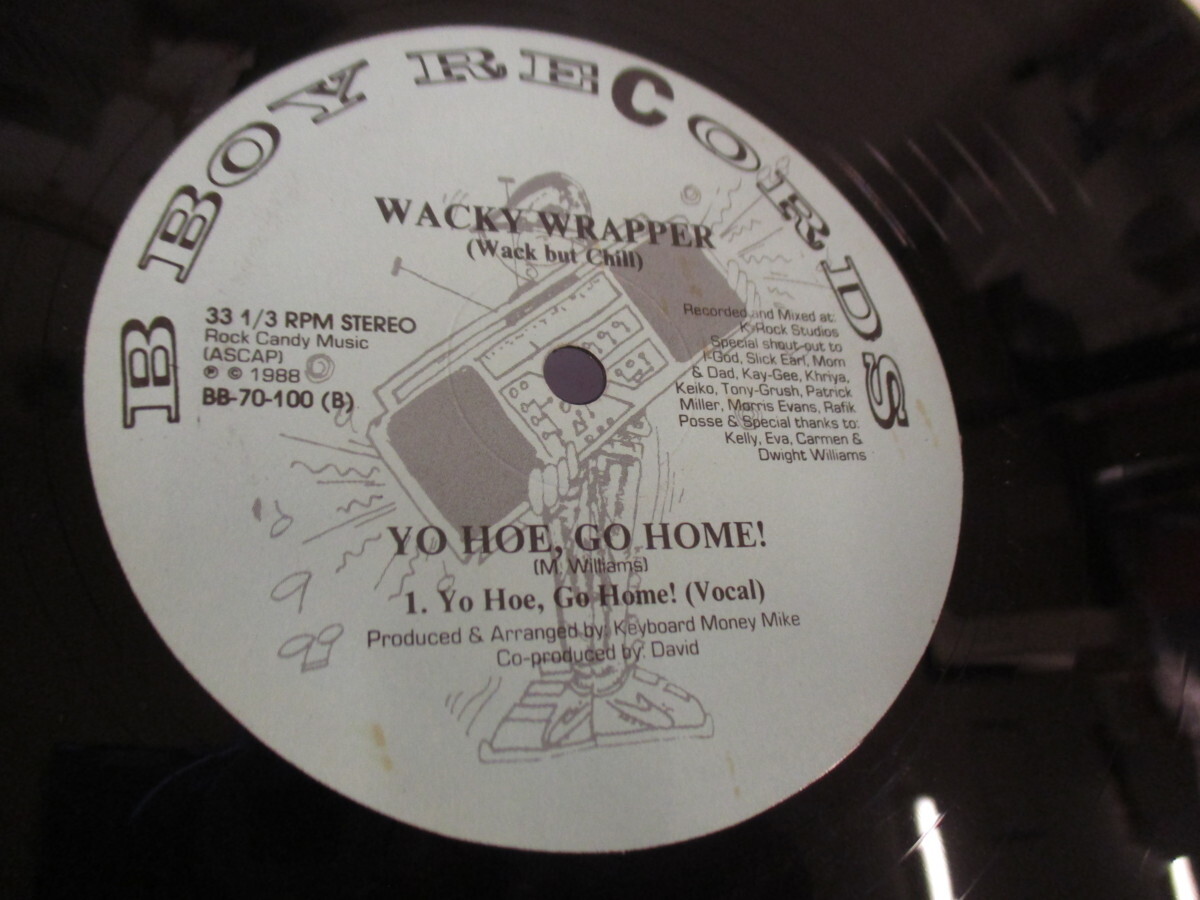 B BOY RECORDS
WACKY WRAPPER
(Wack but Chill)
33 1/3 RPM STEREO
Rock Candy Music
(ASCAP)
℗ © 1988
BB-70-100 (B)
Recorded and Mixed at:
K-Rock Studios
Special shout-out to
I-God, Slick Earl, Mom
& Dad, Kay-Gee, Khriya,
Keiko, Tony-Grush, Patrick
Miller, Morris Evans, Rafik
Posse & Special thanks to:
Kelly, Eva, Carmen &
Dwight Williams
YO HOE, GO HOME!
(M. Williams)
1. Yo Hoe, Go Home! (Vocal)
Produced & Arranged by: Keyboard Money Mike
Co-produced by: David